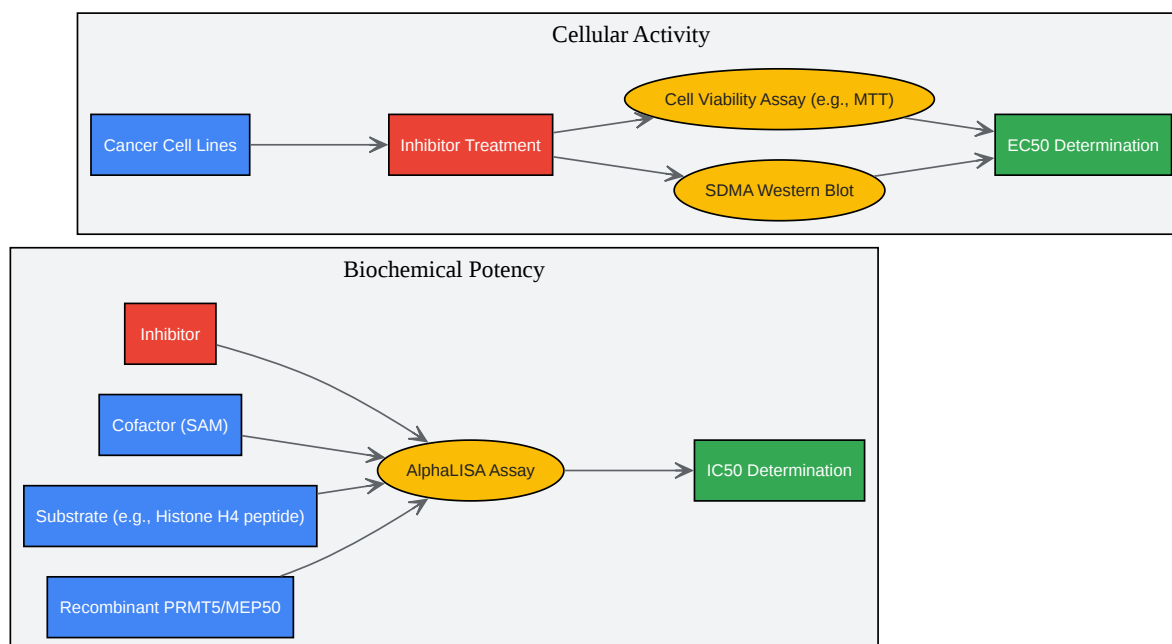 Cellular Activity
Cell Viability Assay (e.g., MTT)
Cancer Cell Lines
Inhibitor Treatment
EC50 Determination
SDMA Western Blot
Biochemical Potency
Inhibitor
Cofactor (SAM)
AlphaLISA Assay
IC50 Determination
Substrate (e.g., Histone H4 peptide)
Recombinant PRMT5/MEP50